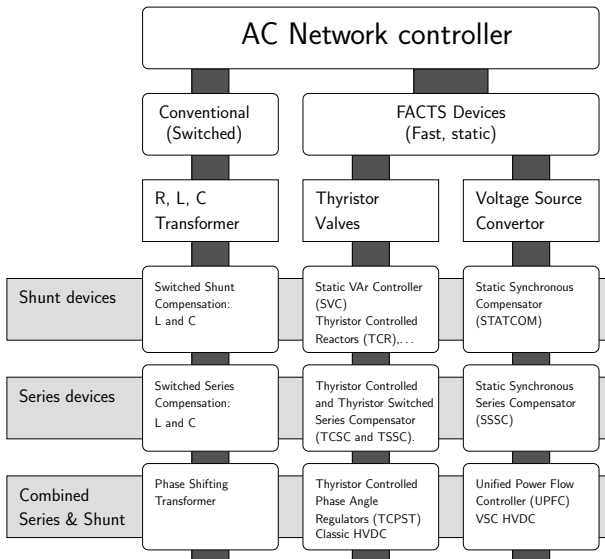 AC Network controller
Conventional
(Switched)
FACTS Devices
(Fast, static)
R, L, C
Transformer
Thyristor
Valves
Voltage Source
Convertor
Shunt devices
Switched Shunt
Compensation:
L and C
Static VAr Controller
(SVC)
Thyristor Controlled
Reactors (TCR),...
Static Synchronous
Compensator
(STATCOM)
Series devices
Switched Series
Compensation:
L and C
Thyristor Controlled
and Thyristor Switched
Series Compensator
(TCSC and TSSC).
Static Synchronous
Series Compensator
(SSSC)
Combined
Series & Shunt
Phase Shifting
Transformer
Thyristor Controlled
Phase Angle
Regulators (TCPST)
Classic HVDC
Unified Power Flow
Controller (UPFC)
VSC HVDC